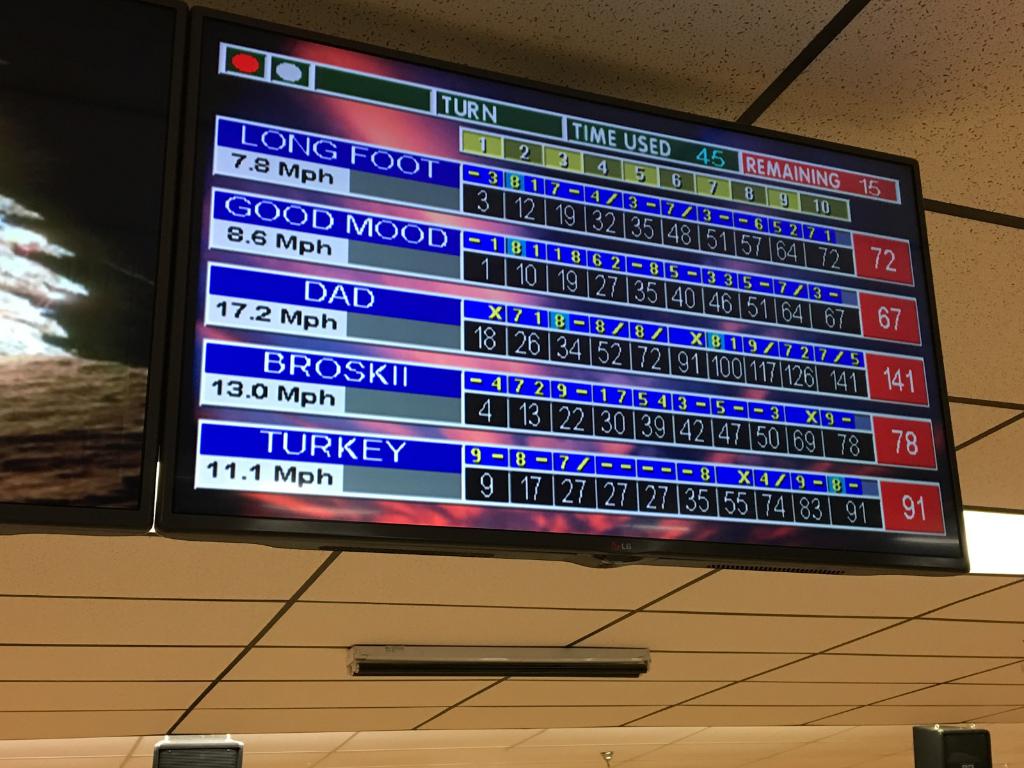 TURN TIME USED 45 REMAINING 15
1 2 3 4 5 6 7 8 9 10
LONG FOOT - 3 8 1 7 - 4 / 3 - 7 / 3 - - 6 5 2 7 1
7.8 Mph 3 12 19 32 35 48 51 57 64 72 72
GOOD MOOD - 1 8 1 1 8 6 2 - 8 5 - 3 3 5 - 7 / 3 -
8.6 Mph 1 10 19 27 35 40 46 51 64 67 67
DAD X 7 1 8 - 8 / 8 / X 8 1 9 / 7 2 7 / 5
17.2 Mph 18 26 34 52 72 91 100 117 126 141 141
BROSKII - 4 7 2 9 - 1 7 5 4 3 - 5 - - 3 X 9 -
13.0 Mph 4 13 22 30 39 42 47 50 69 78 78
TURKEY 9 - 8 - 7 / - - - - - 8 X 4 / 9 - 8 -
11.1 Mph 9 17 27 27 27 35 55 74 83 91 91
LG